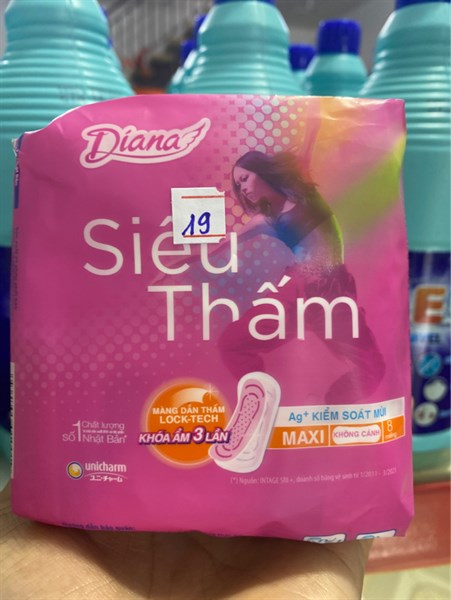 Diana
19
Siêu
Thấm
MÀNG DẪN THẤM
LOCK-TECH
KHÓA ẨM 3 LẦN
Ag+ KIỂM SOÁT MÙI
MAXI KHÔNG CÁNH 8
Chất lượng
số 1 Nhật Bản*
unicharm
ユニ・チャーム